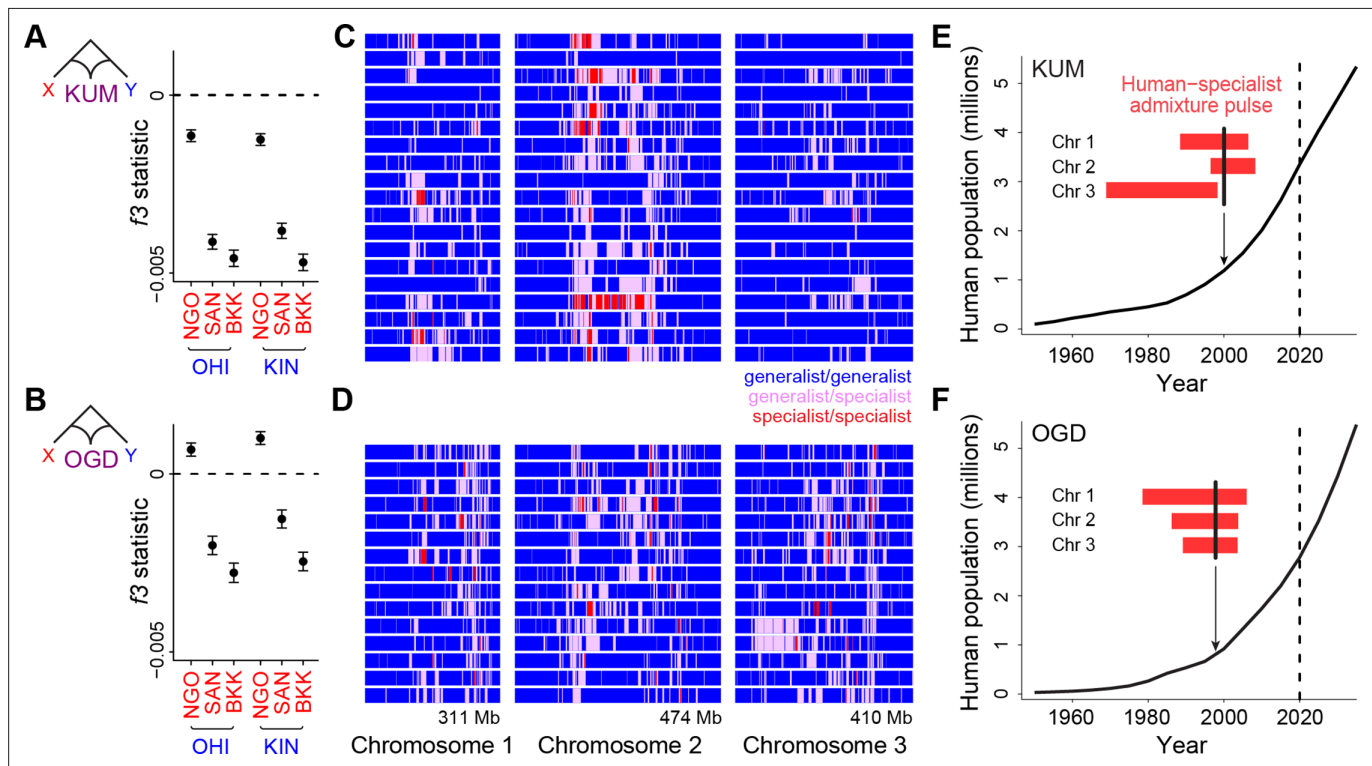 A
X KUM Y
f3 statistic
0
−0.005
NGO SAN BKK NGO SAN BKK
OHI KIN
B
X OGD Y
f3 statistic
0
−0.005
NGO SAN BKK NGO SAN BKK
OHI KIN
C
generalist/generalist
generalist/specialist
specialist/specialist
D
311 Mb 474 Mb 410 Mb
Chromosome 1 Chromosome 2 Chromosome 3
E
KUM
Human−specialist
admixture pulse
Chr 1
Chr 2
Chr 3
Human population (millions)
5
4
3
2
1
0
1960 1980 2000 2020
Year
F
OGD
Chr 1
Chr 2
Chr 3
Human population (millions)
5
4
3
2
1
0
1960 1980 2000 2020
Year